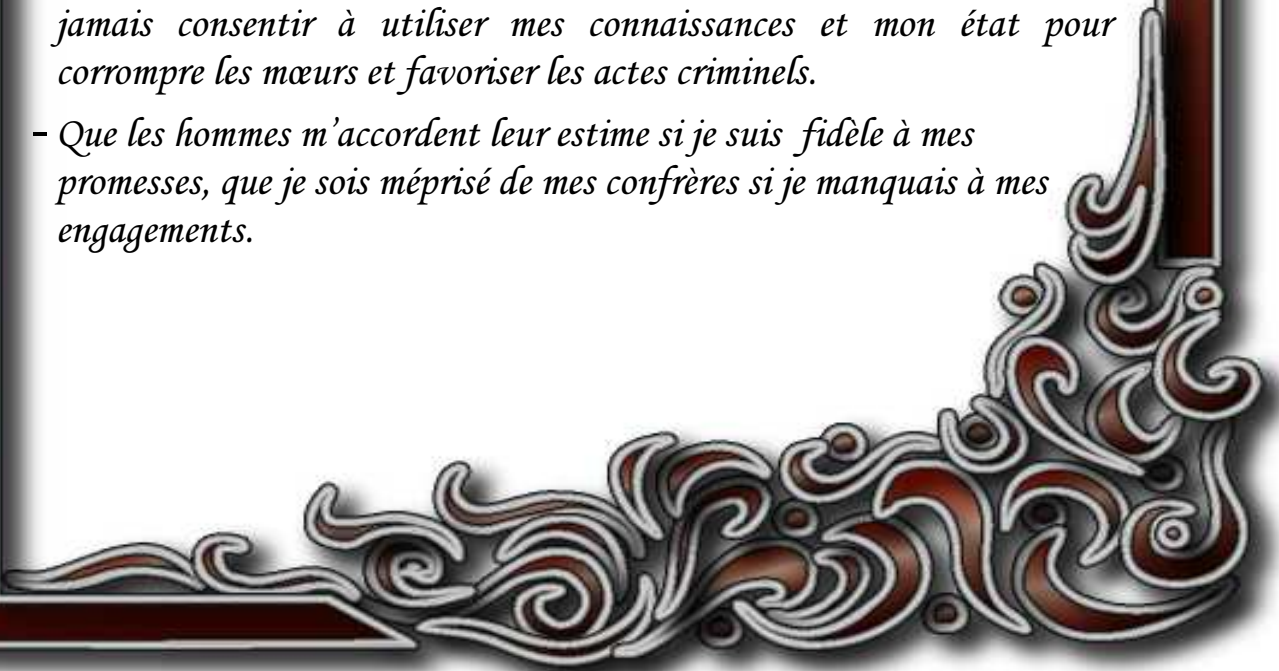 jamais consentir à utiliser mes connaissances et mon état pour
corrompre les mœurs et favoriser les actes criminels.
- Que les hommes m’accordent leur estime si je suis fidèle à mes
promesses, que je sois méprisé de mes confrères si je manquais à mes
engagements.